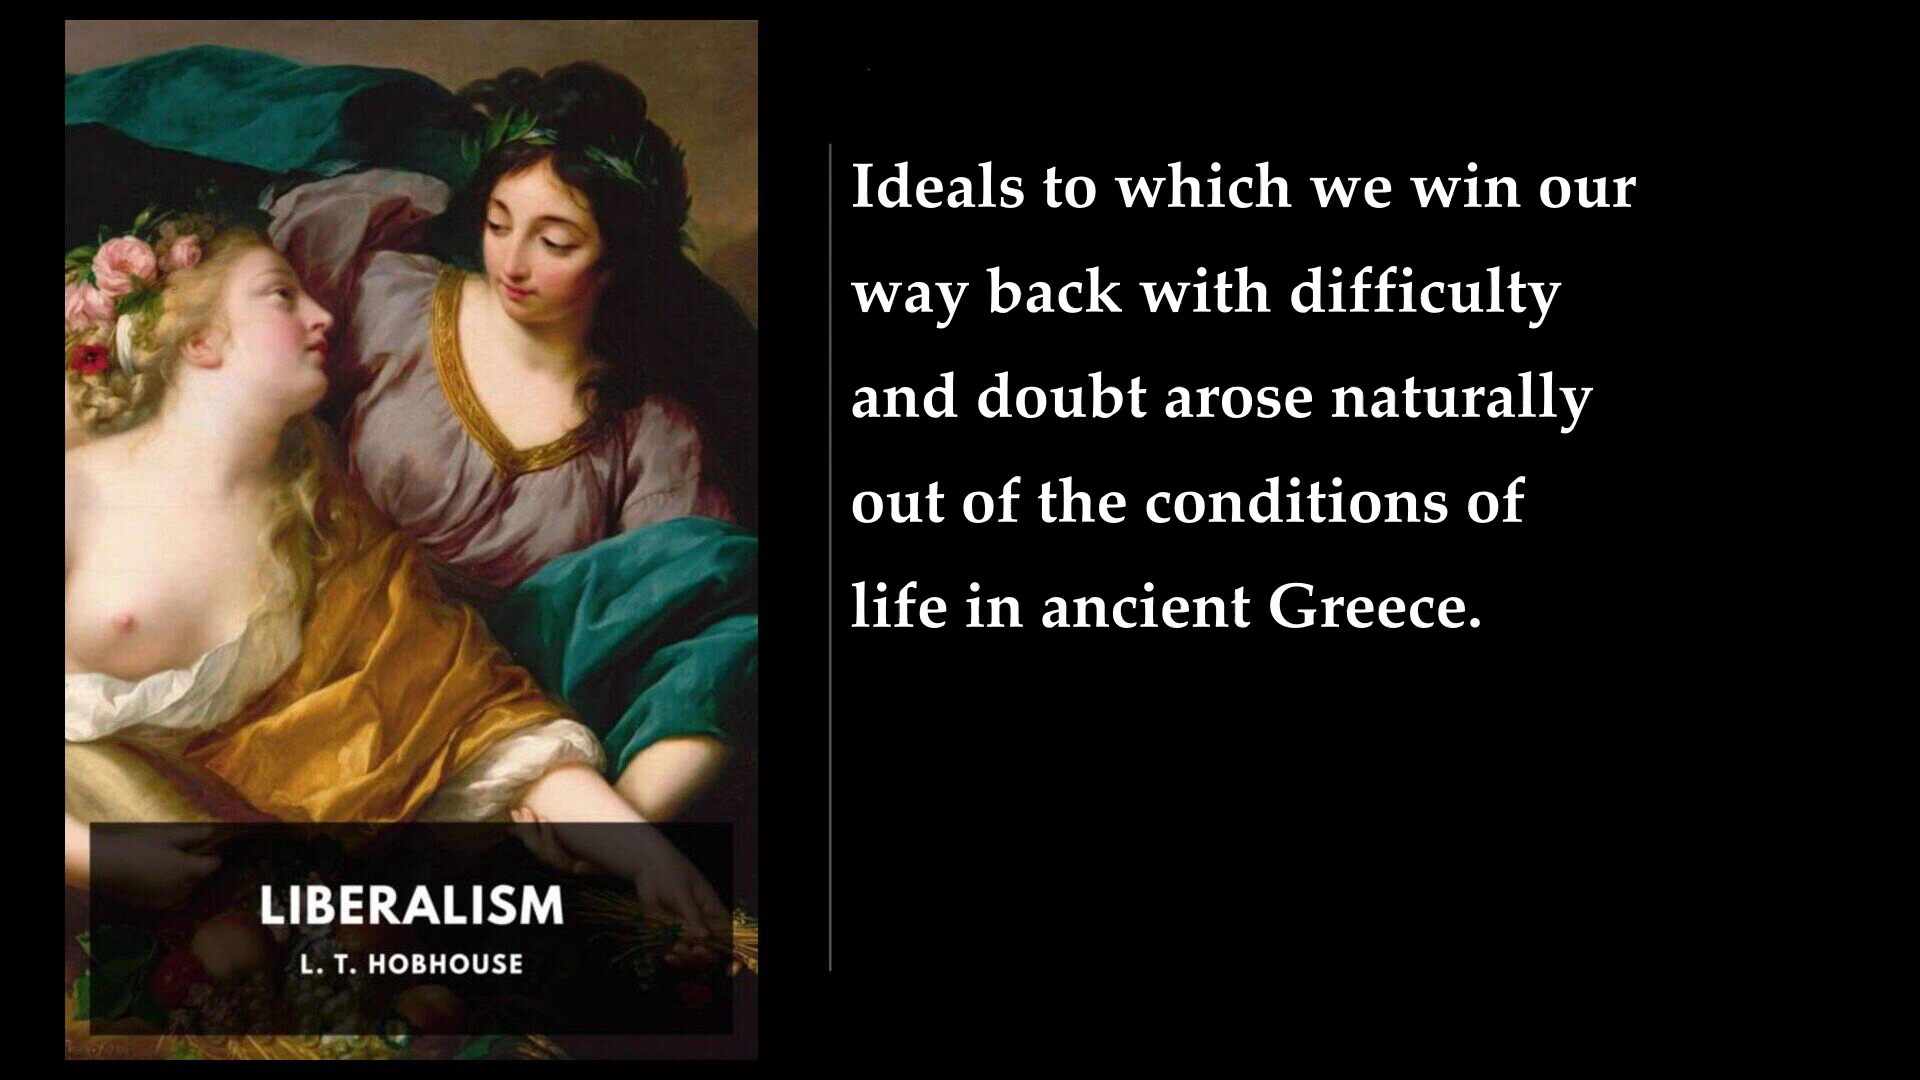 Ideals to which we win our
way back with difficulty
and doubt arose naturally
out of the conditions of
life in ancient Greece.
LIBERALISM
L. T. HOBHOUSE